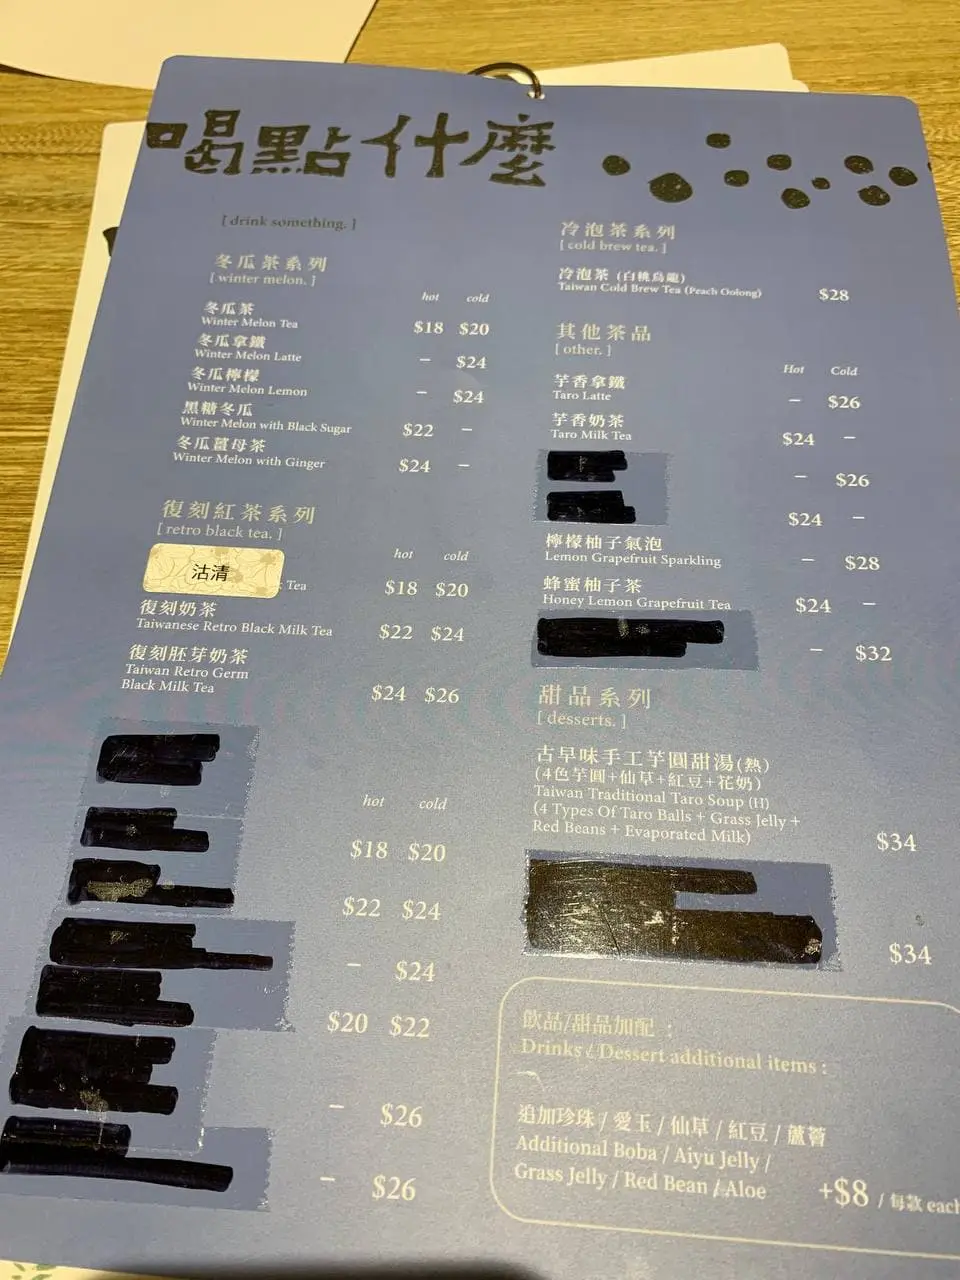 喝點什麼
[ drink something. ]
冬瓜茶系列
[ winter melon. ]
hot cold
冬瓜茶
Winter Melon Tea $18 $20
冬瓜拿鐵
Winter Melon Latte – $24
冬瓜檸檬
Winter Melon Lemon – $24
黑糖冬瓜
Winter Melon with Black Sugar $22 –
冬瓜薑母茶
Winter Melon with Ginger $24 –
復刻紅茶系列
[ retro black tea. ]
hot cold
沽清
Tea $18 $20
復刻奶茶
Taiwanese Retro Black Milk Tea $22 $24
復刻胚芽奶茶
Taiwan Retro Germ
Black Milk Tea $24 $26
hot cold
$18 $20
$22 $24
– $24
$20 $22
– $26
– $26
冷泡茶系列
[ cold brew tea. ]
冷泡茶 (白桃烏龍)
Taiwan Cold Brew Tea (Peach Oolong) $28
其他茶品
[ other. ]
Hot Cold
芋香拿鐵
Taro Latte – $26
芋香奶茶
Taro Milk Tea $24 –
– $26
$24 –
檸檬柚子氣泡
Lemon Grapefruit Sparkling – $28
蜂蜜柚子茶
Honey Lemon Grapefruit Tea $24 –
– $32
甜品系列
[ desserts. ]
古早味手工芋圓甜湯(熱)
(4色芋圓+仙草+紅豆+花奶)
Taiwan Traditional Taro Soup (H)
(4 Types Of Taro Balls + Grass Jelly +
Red Beans + Evaporated Milk) $34
$34
飲品/甜品加配 :
Drinks / Dessert additional items :
追加珍珠 / 愛玉 / 仙草 / 紅豆 / 蘆薈
Additional Boba / Aiyu Jelly /
Grass Jelly / Red Bean / Aloe +$8 / 每款 each